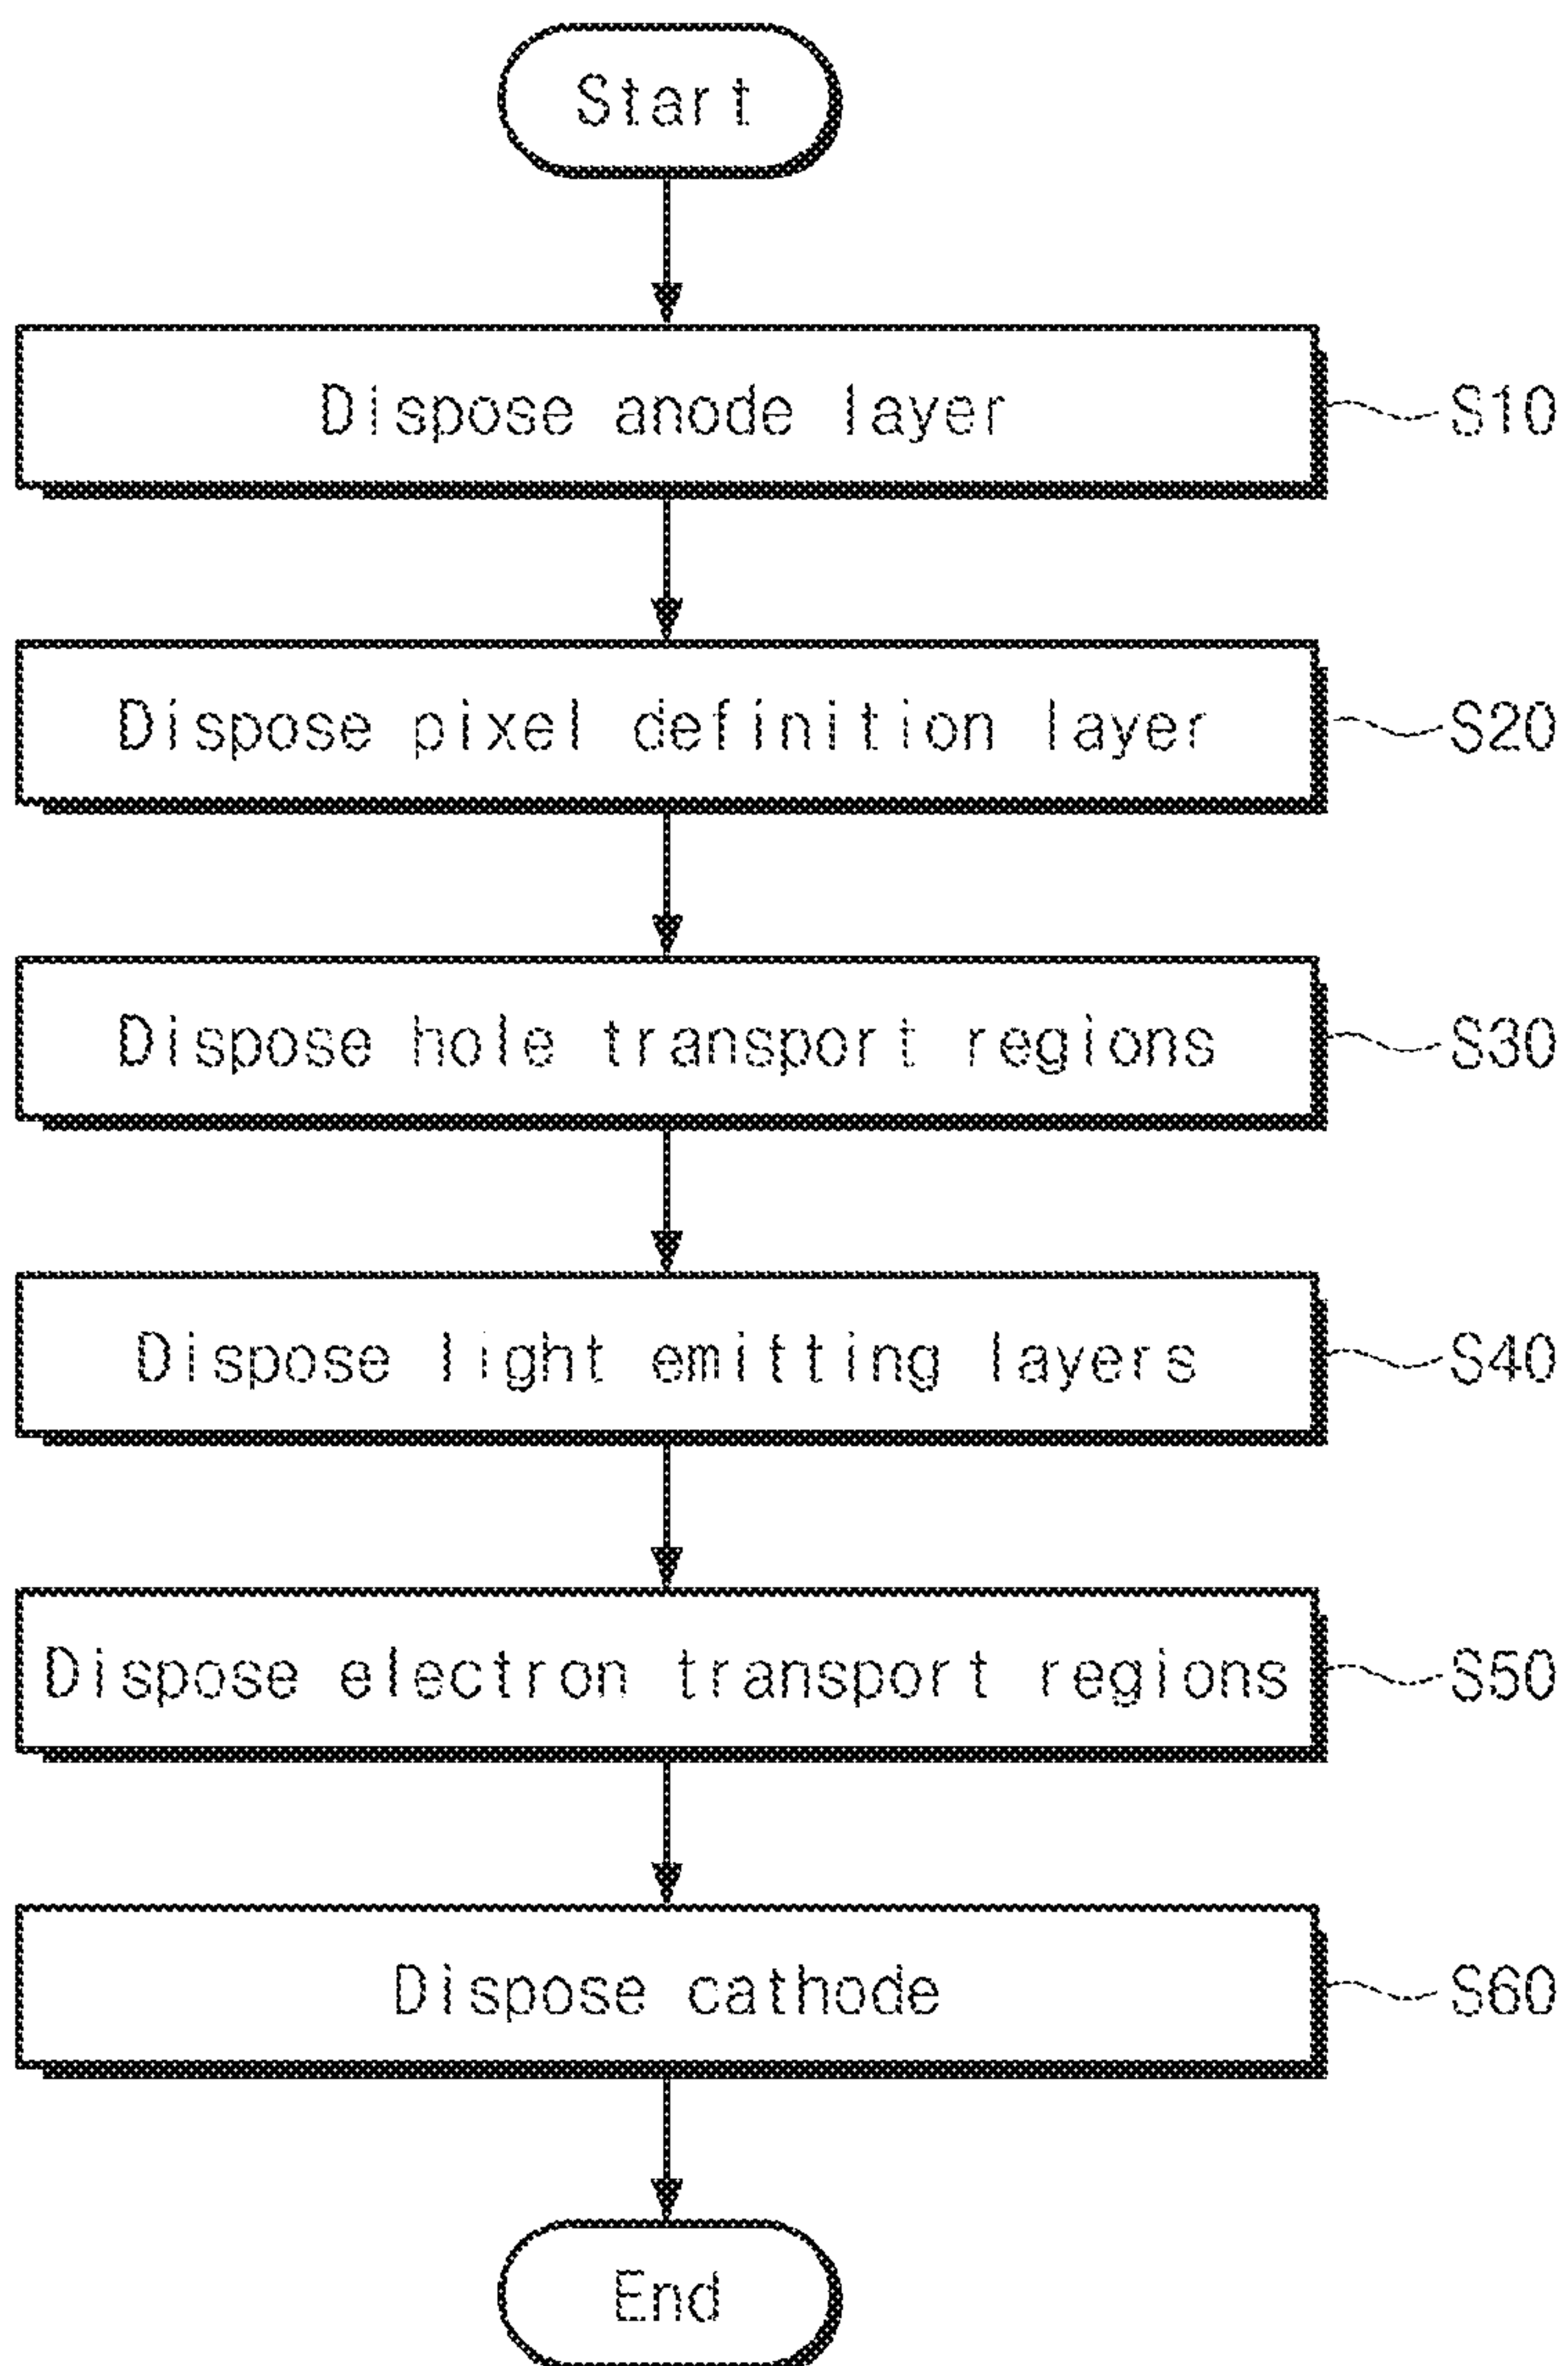 Start
Dispose anode layer
S10
Dispose pixel definition layer
S20
Dispose hole transport regions
S30
Dispose light emitting layers
S40
Dispose electron transport regions
S50
Dispose cathode
S60
End